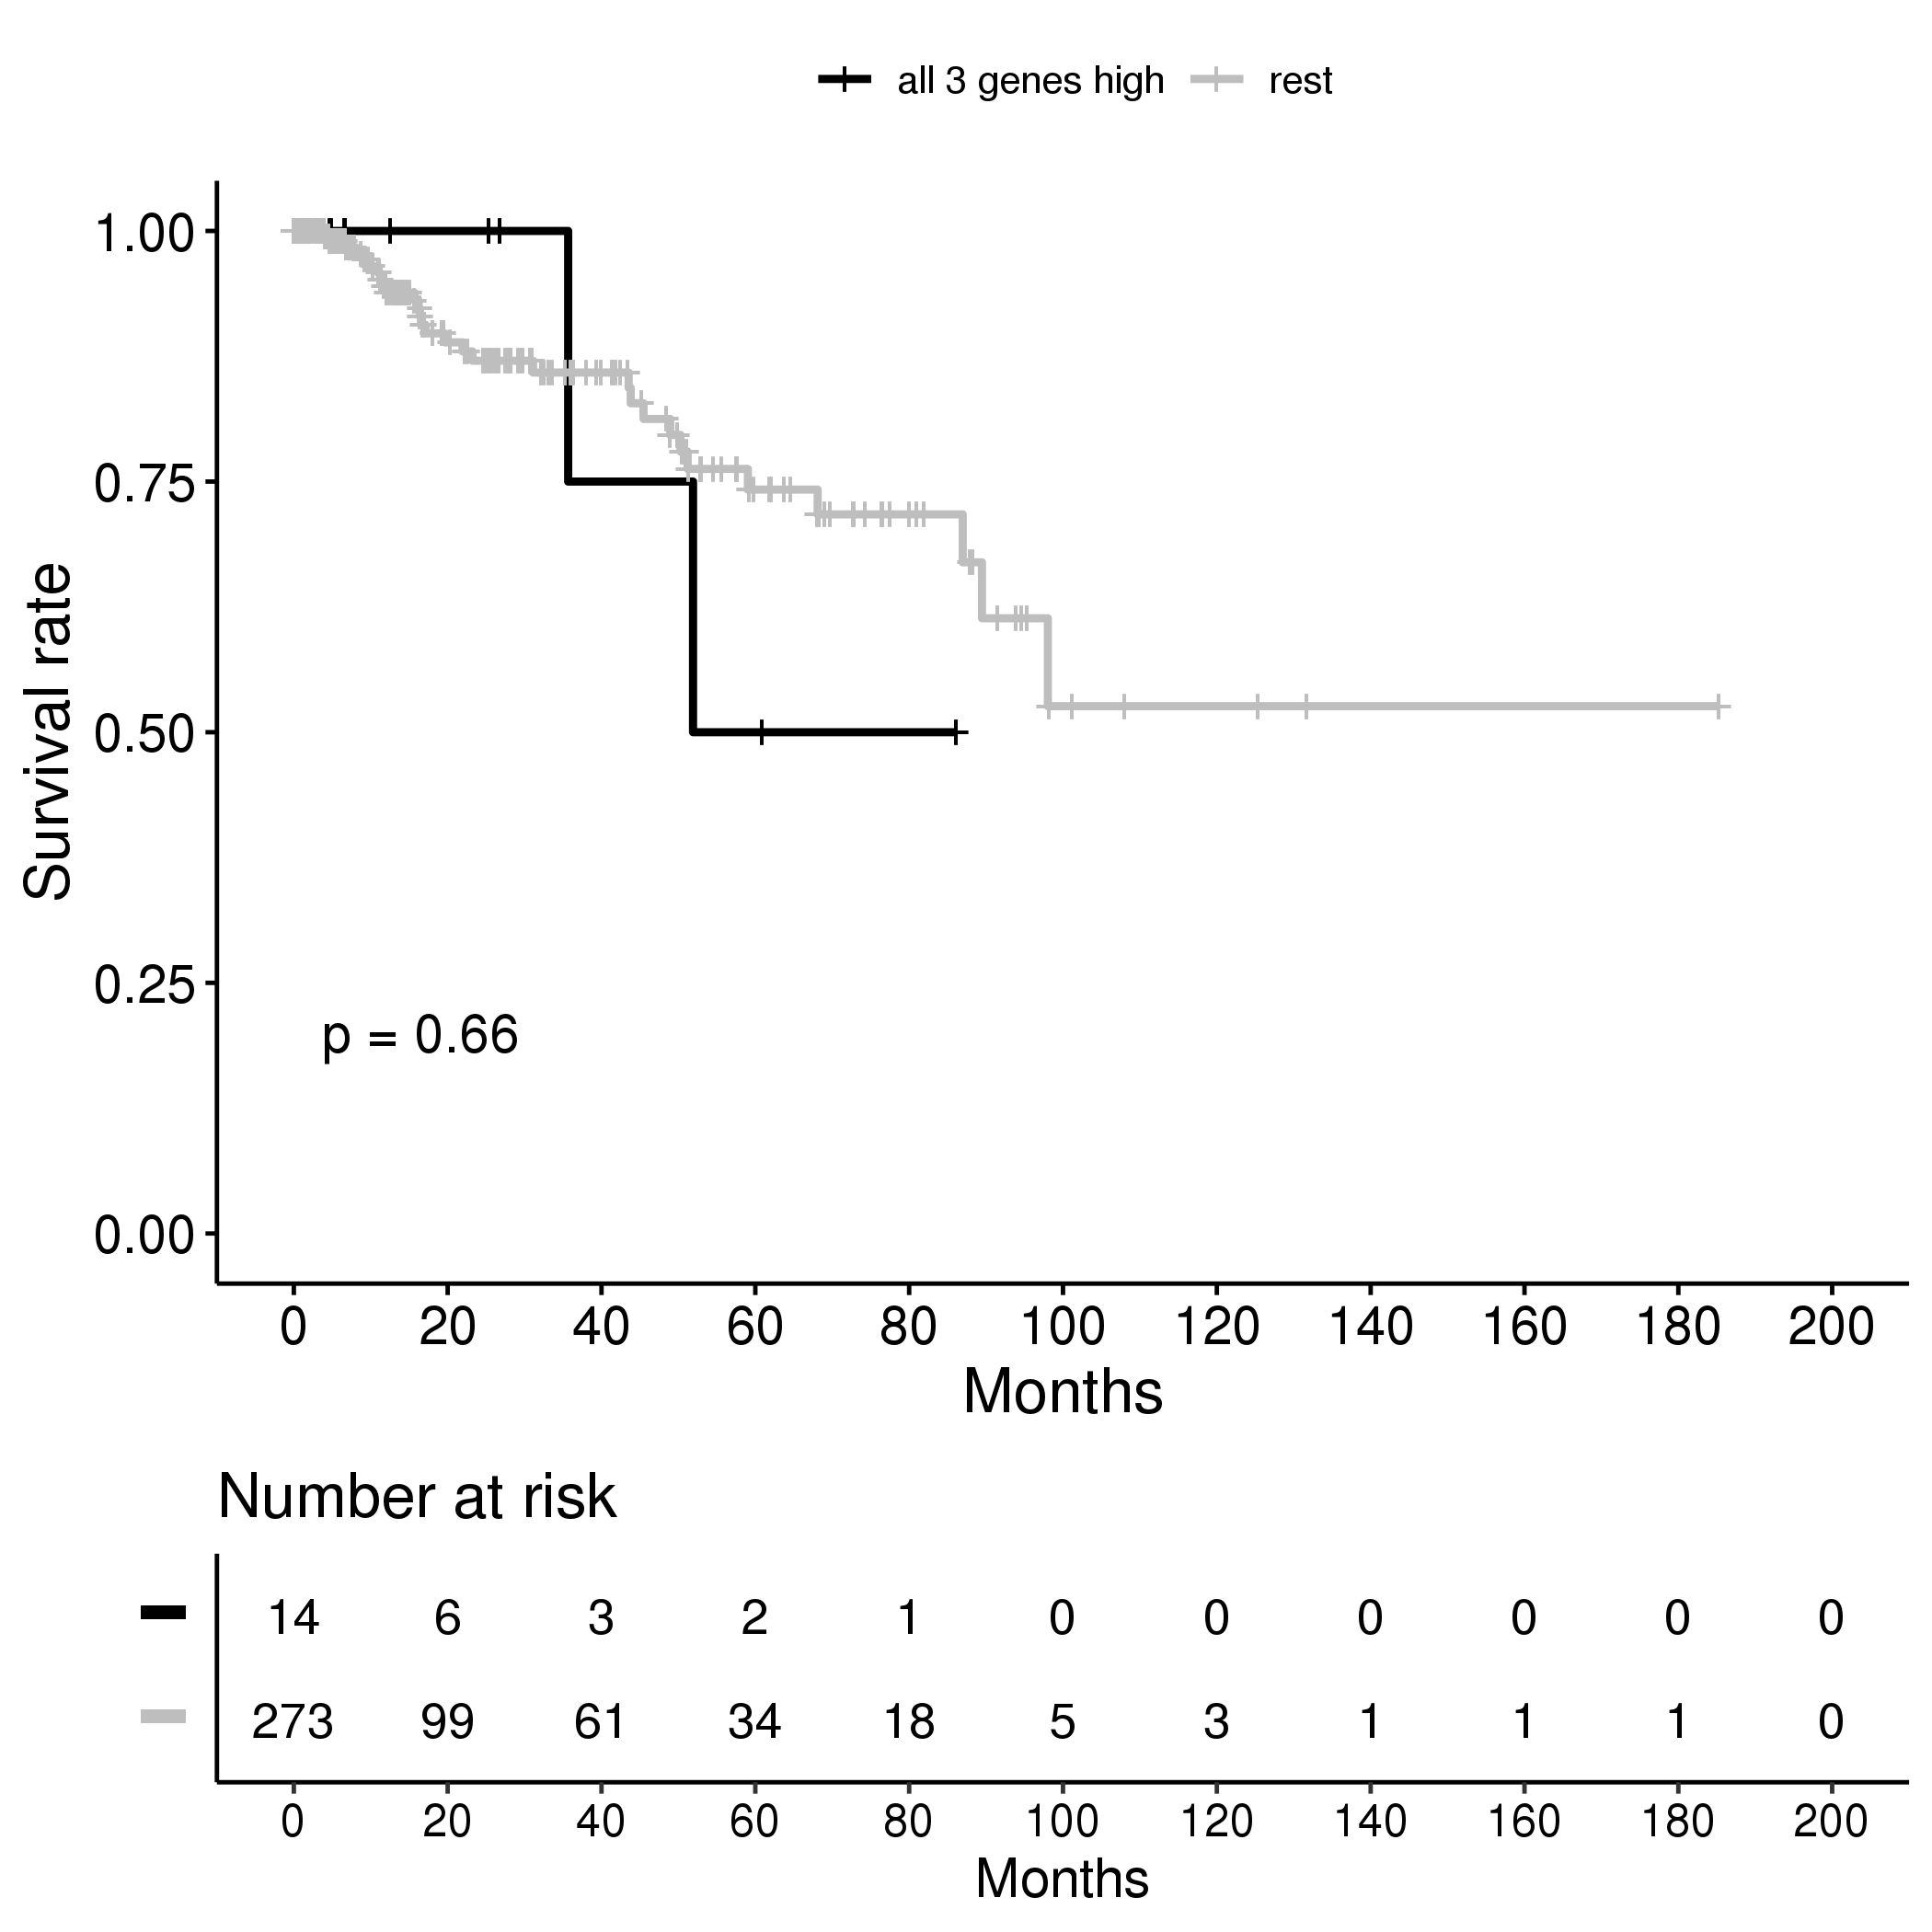 all 3 genes high rest
1.00
0.75
0.50
0.25
0.00
Survival rate
p = 0.66
0 20 40 60 80 100 120 140 160 180 200
Months
Number at risk
14 6 3 2 1 0 0 0 0 0 0
273 99 61 34 18 5 3 1 1 1 0
0 20 40 60 80 100 120 140 160 180 200
Months